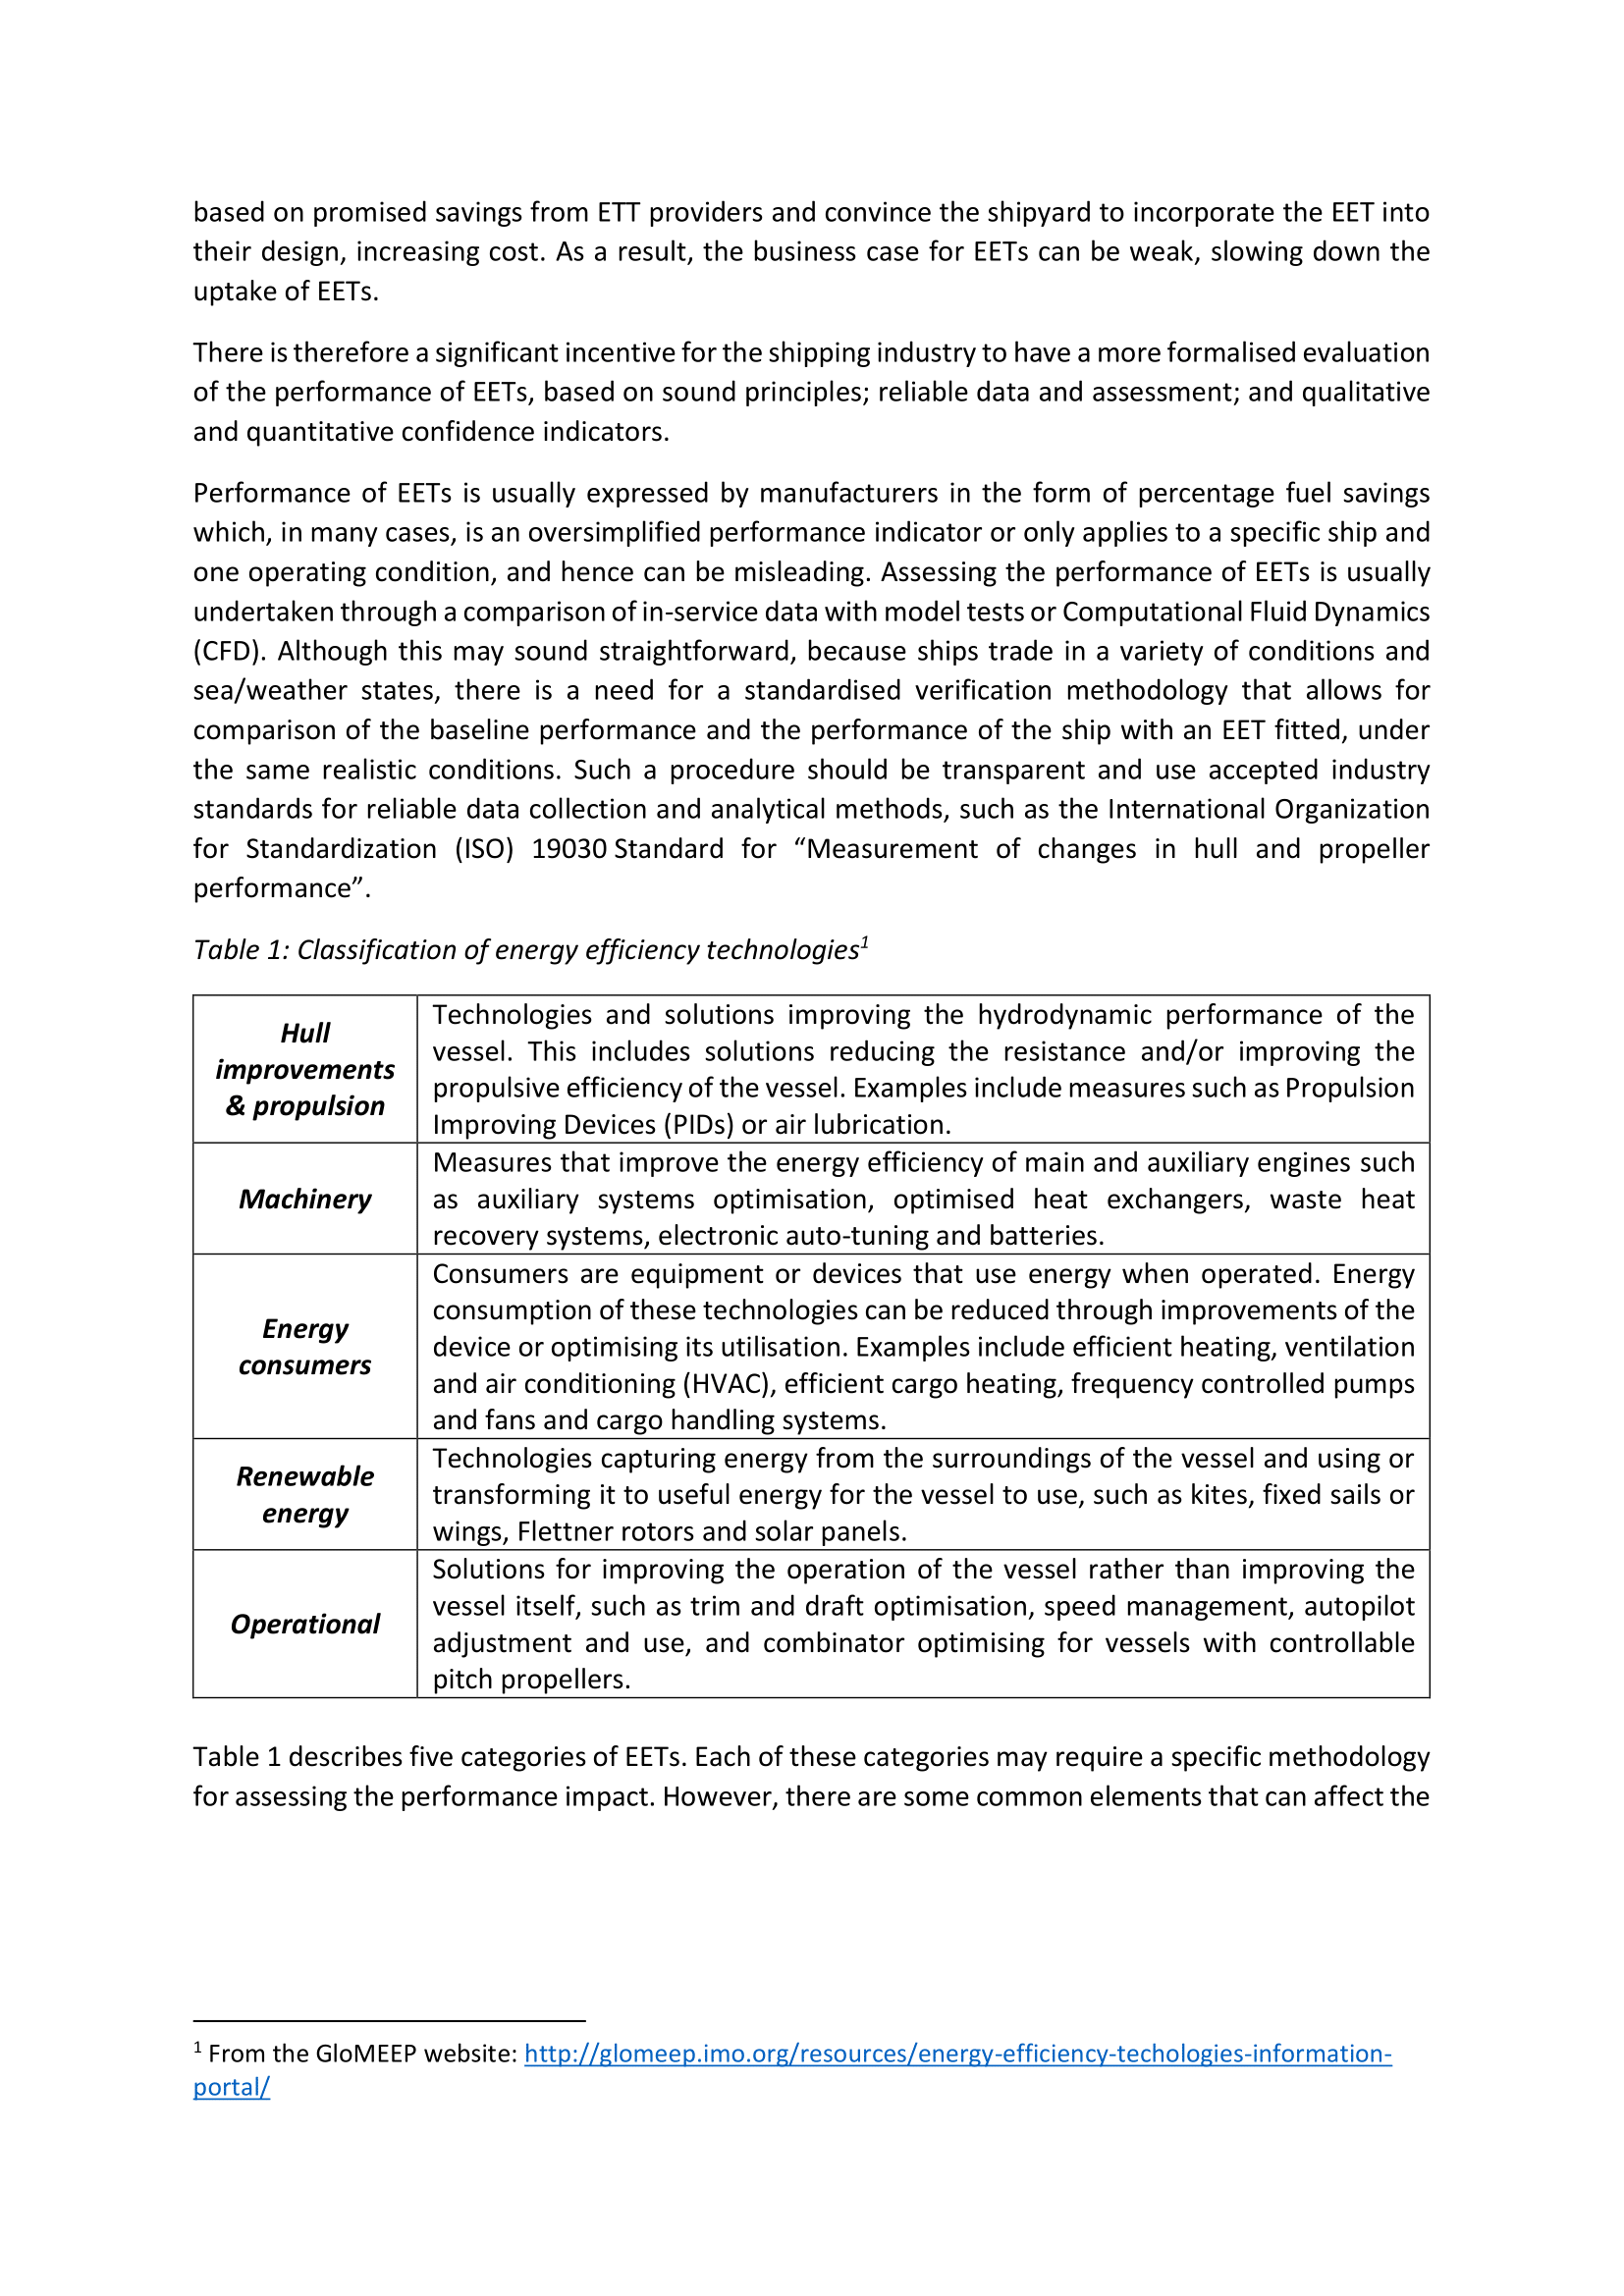 based on promised savings from ETT providers and convince the shipyard to incorporate the EET into
their design, increasing cost. As a result, the business case for EETs can be weak, slowing down the
uptake of EETs.
There is therefore a significant incentive for the shipping industry to have a more formalised evaluation
of the performance of EETs, based on sound principles; reliable data and assessment; and qualitative
and quantitative confidence indicators.
Performance of EETs is usually expressed by manufacturers in the form of percentage fuel savings
which, in many cases, is an oversimplified performance indicator or only applies to a specific ship and
one operating condition, and hence can be misleading. Assessing the performance of EETs is usually
undertaken through a comparison of in-service data with model tests or Computational Fluid Dynamics
(CFD). Although this may sound straightforward, because ships trade in a variety of conditions and
sea/weather states, there is a need for a standardised verification methodology that allows for
comparison of the baseline performance and the performance of the ship with an EET fitted, under
the same realistic conditions. Such a procedure should be transparent and use accepted industry
standards for reliable data collection and analytical methods, such as the International Organization
for Standardization (ISO) 19030 Standard for “Measurement of changes in hull and propeller
performance”.
Table 1: Classification of energy efficiency technologies¹
Hull
improvements
& propulsion
Technologies and solutions improving the hydrodynamic performance of the
vessel. This includes solutions reducing the resistance and/or improving the
propulsive efficiency of the vessel. Examples include measures such as Propulsion
Improving Devices (PIDs) or air lubrication.
Machinery
Measures that improve the energy efficiency of main and auxiliary engines such
as auxiliary systems optimisation, optimised heat exchangers, waste heat
recovery systems, electronic auto-tuning and batteries.
Energy
consumers
Consumers are equipment or devices that use energy when operated. Energy
consumption of these technologies can be reduced through improvements of the
device or optimising its utilisation. Examples include efficient heating, ventilation
and air conditioning (HVAC), efficient cargo heating, frequency controlled pumps
and fans and cargo handling systems.
Renewable
energy
Technologies capturing energy from the surroundings of the vessel and using or
transforming it to useful energy for the vessel to use, such as kites, fixed sails or
wings, Flettner rotors and solar panels.
Operational
Solutions for improving the operation of the vessel rather than improving the
vessel itself, such as trim and draft optimisation, speed management, autopilot
adjustment and use, and combinator optimising for vessels with controllable
pitch propellers.
Table 1 describes five categories of EETs. Each of these categories may require a specific methodology
for assessing the performance impact. However, there are some common elements that can affect the
¹ From the GloMEEP website: http://glomeep.imo.org/resources/energy-efficiency-techologies-information-
portal/